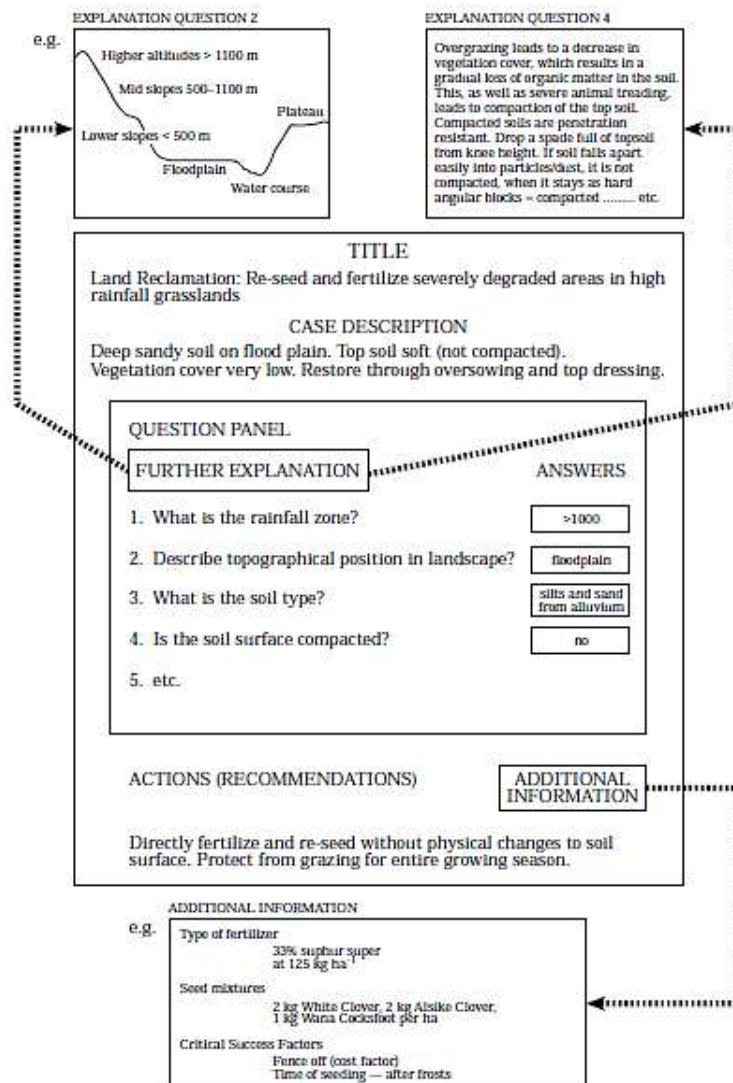 EXPLANATION QUESTION 2
e.g.
Higher altitudes > 1100 m
Mid slopes 500–1100 m
Plateau
Lower slopes < 500 m
Floodplain
Water course
EXPLANATION QUESTION 4
Overgrazing leads to a decrease in
vegetation cover, which results in a
gradual loss of organic matter in the soil.
This, as well as severe animal treading,
leads to compaction of the top soil.
Compacted soils are penetration
resistant. Drop a spade full of topsoil
from knee height. If soil falls apart
easily into particles/dust, it is not
compacted, when it stays as hard
angular blocks = compacted ......... etc.
TITLE
Land Reclamation: Re-seed and fertilize severely degraded areas in high
rainfall grasslands
CASE DESCRIPTION
Deep sandy soil on flood plain. Top soil soft (not compacted).
Vegetation cover very low. Restore through oversowing and top dressing.
QUESTION PANEL
FURTHER EXPLANATION
ANSWERS
1. What is the rainfall zone?
>1000
2. Describe topographical position in landscape?
floodplain
3. What is the soil type?
silts and sand
from alluvium
4. Is the soil surface compacted?
no
5. etc.
ACTIONS (RECOMMENDATIONS)
ADDITIONAL
INFORMATION
Directly fertilize and re-seed without physical changes to soil
surface. Protect from grazing for entire growing season.
ADDITIONAL INFORMATION
e.g.
Type of fertilizer
33% suphur super
at 125 kg ha⁻¹
Seed mixtures
2 kg White Clover, 2 kg Alsike Clover,
1 kg Wana Cocksfoot per ha
Critical Success Factors
Fence off (cost factor)
Time of seeding — after frosts